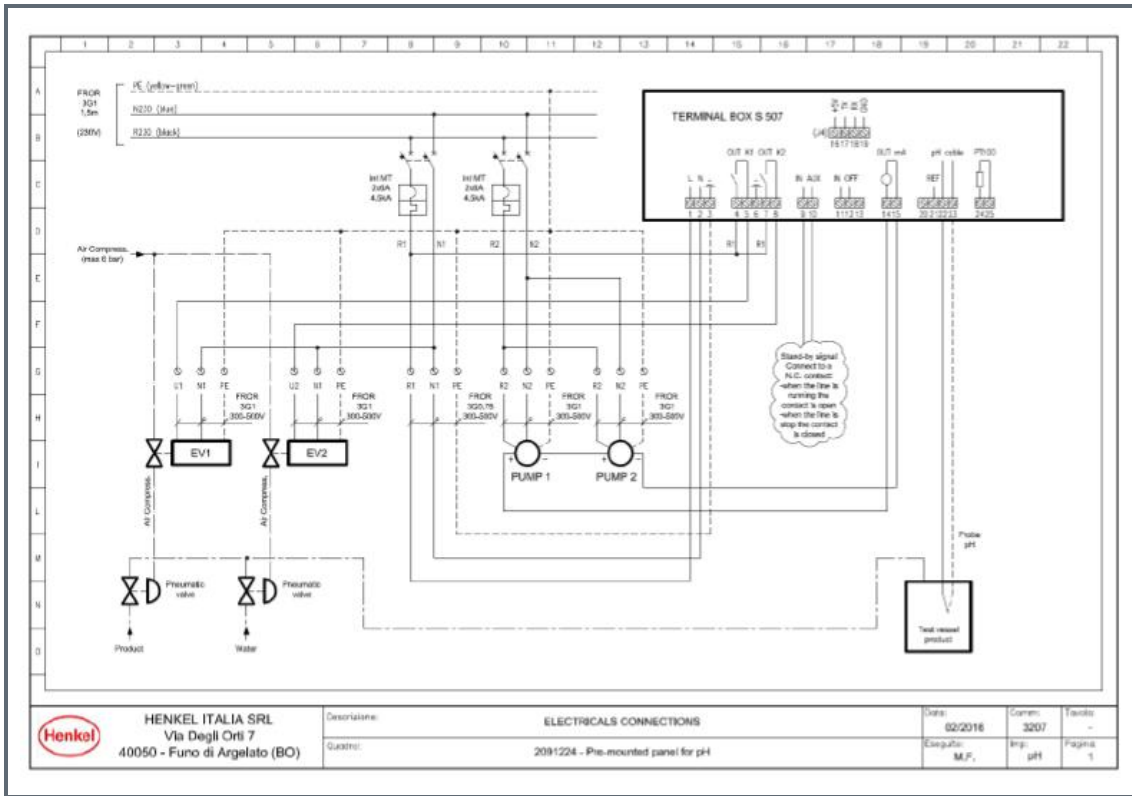 1 2 3 4 5 6 7 8 9 10 11 12 13 14 15 16 17 18 19 20 21 22
A
B
C
D
E
F
G
H
I
L
M
N
O
FROR
3G1
1,5m
(230V)
PE (yellow-green)
N230 (blue)
R230 (black)
TERMINAL BOX S 507
+5V TX RX GND
(J4)
16 17 18 19
OUT K1 OUT K2
OUT mA
pH cable
PT100
L N
IN AUX
IN OFF
REF
1 2 3
4 5 6 7 8
9 10
11 12 13
14 15
20 21 22 23
24 25
Int MT
2x6A
4,5kA
Int MT
2x6A
4,5kA
R1 N1 R2 N2 R1 R1
Air Compress.
(max 6 bar)
Stand-by signal
Connect to a
N.C. contact:
-when the line is
running the
contact is open
-when the line is
stop the contact
is closed
U1 N1 PE U2 N1 PE R1 N1 PE R2 N2 PE R2 N2 PE
FROR
3G1
300-500V
FROR
3G1
300-500V
FROR
3G0,75
300-500V
FROR
3G1
300-500V
FROR
3G1
300-500V
EV1
EV2
+ -
PUMP 1
+ -
PUMP 2
Air Compress.
Air Compress.
Probe
pH
Pneumatic
valve
Pneumatic
valve
Product
Water
Test vessel
product
Henkel
HENKEL ITALIA SRL
Via Degli Orti 7
40050 - Funo di Argelato (BO)
Descrizione:
ELECTRICALS CONNECTIONS
Quadro:
2091224 - Pre-mounted panel for pH
Data:
02/2016
Comm:
3207
Tavola:
-
Eseguito:
M.F.
Imp:
pH
Pagina:
1